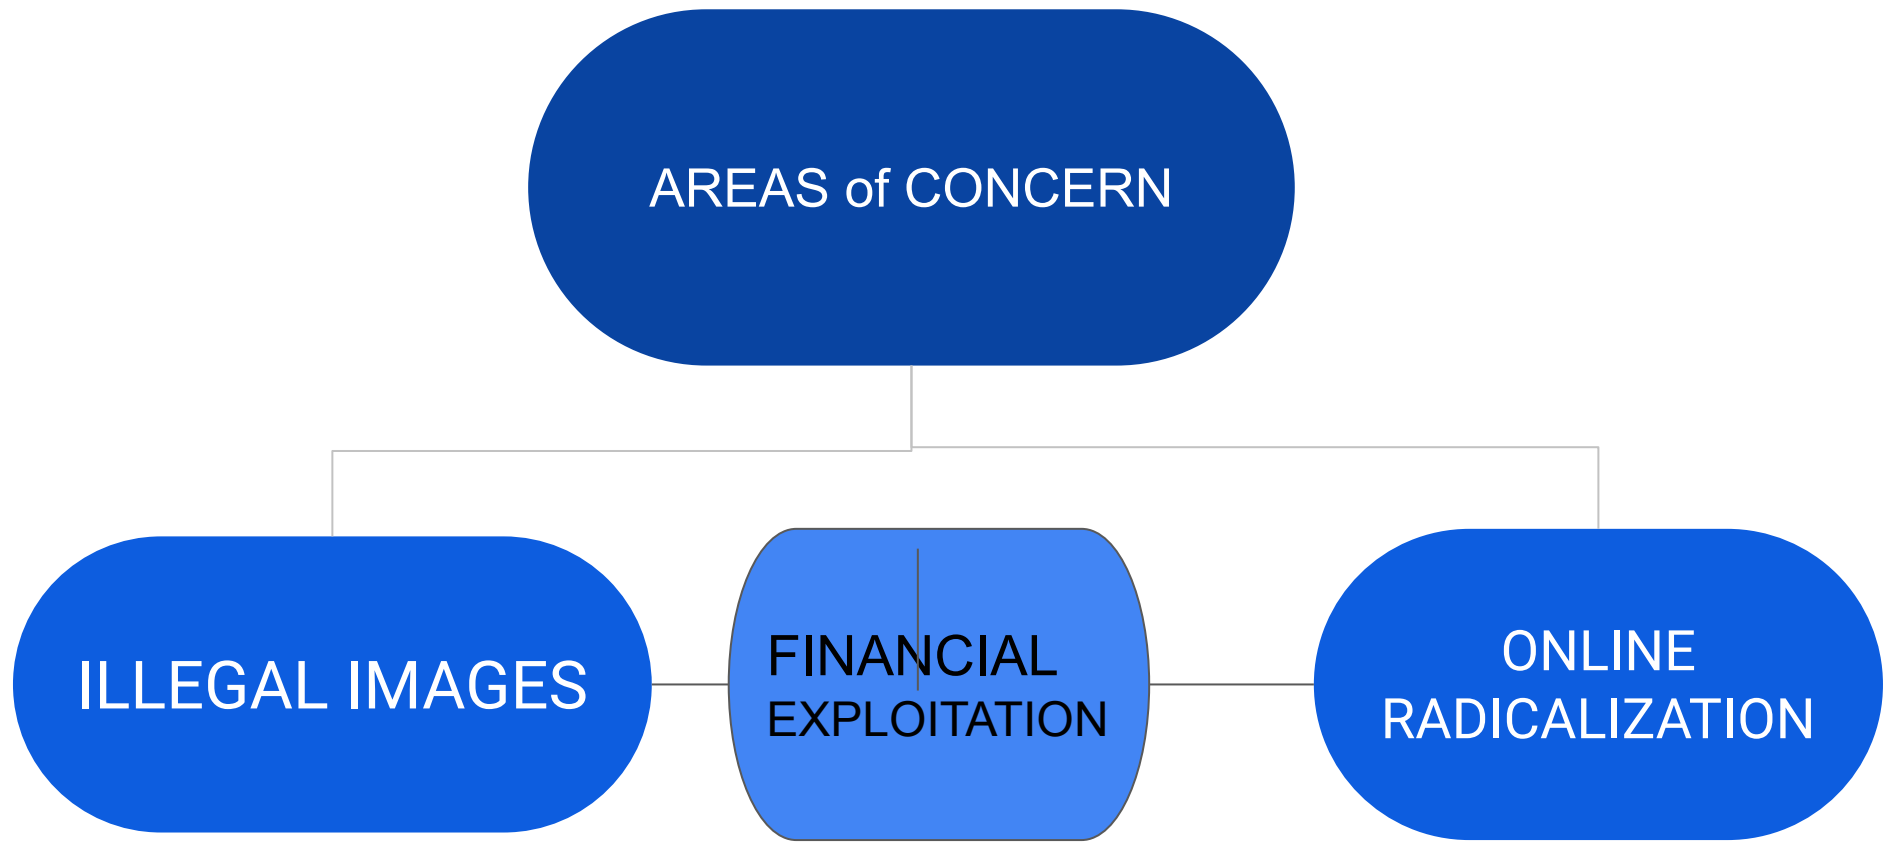 AREAS of CONCERN
ILLEGAL IMAGES
FINANCIAL
EXPLOITATION
ONLINE
RADICALIZATION